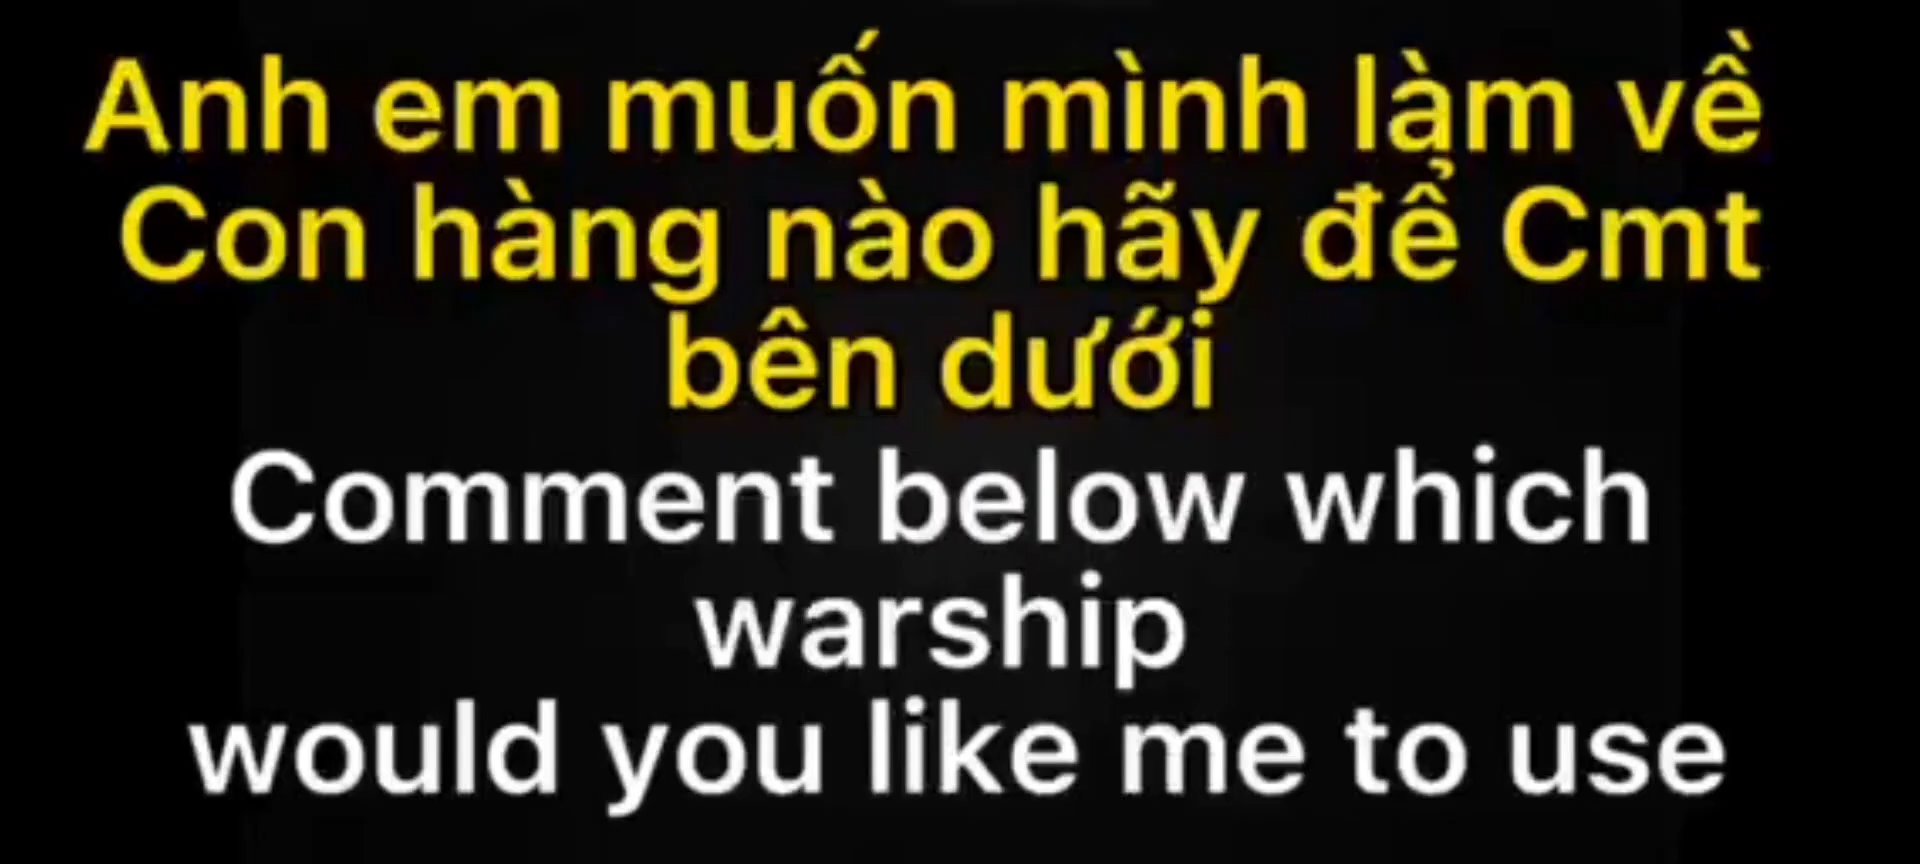 Anh em muốn mình làm về
Con hàng nào hãy để Cmt
bên dưới
Comment below which
warship
would you like me to use